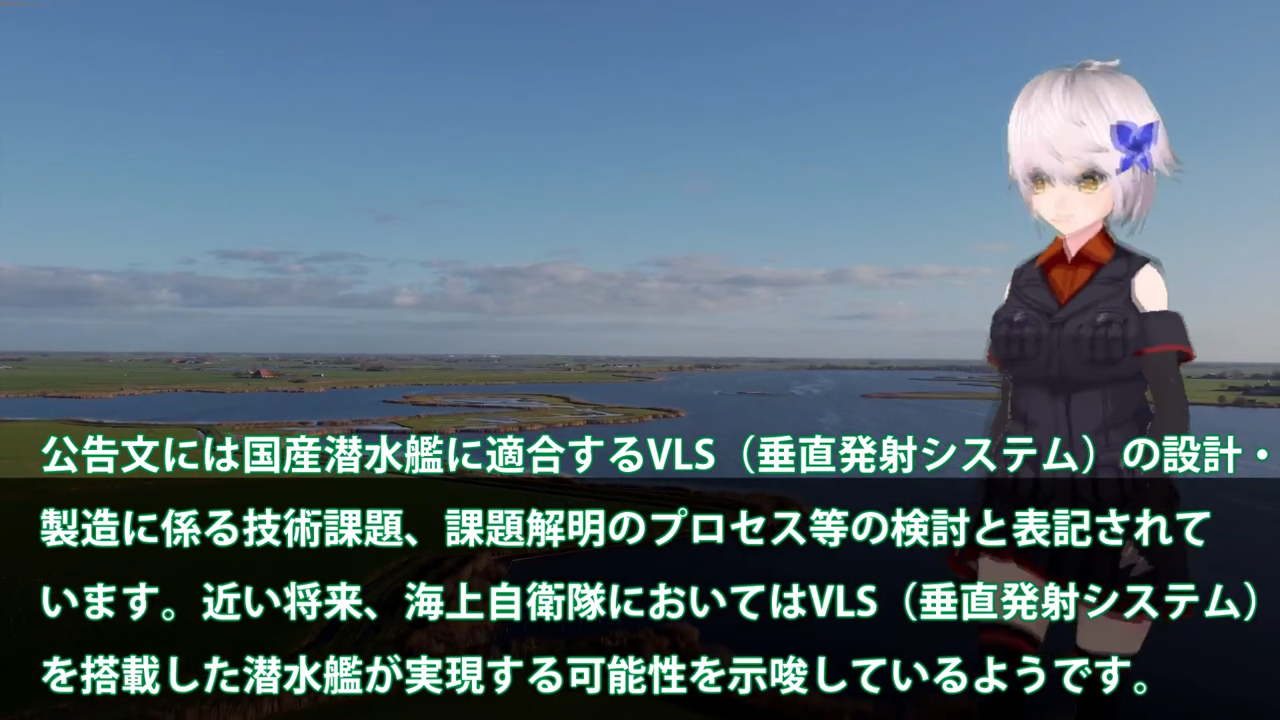 公告文には国産潜水艦に適合するVLS（垂直発射システム）の設計・
製造に係る技術課題、課題解明のプロセス等の検討と表記されて
います。近い将来、海上自衛隊においてはVLS（垂直発射システム）
を搭載した潜水艦が実現する可能性を示唆しているようです。